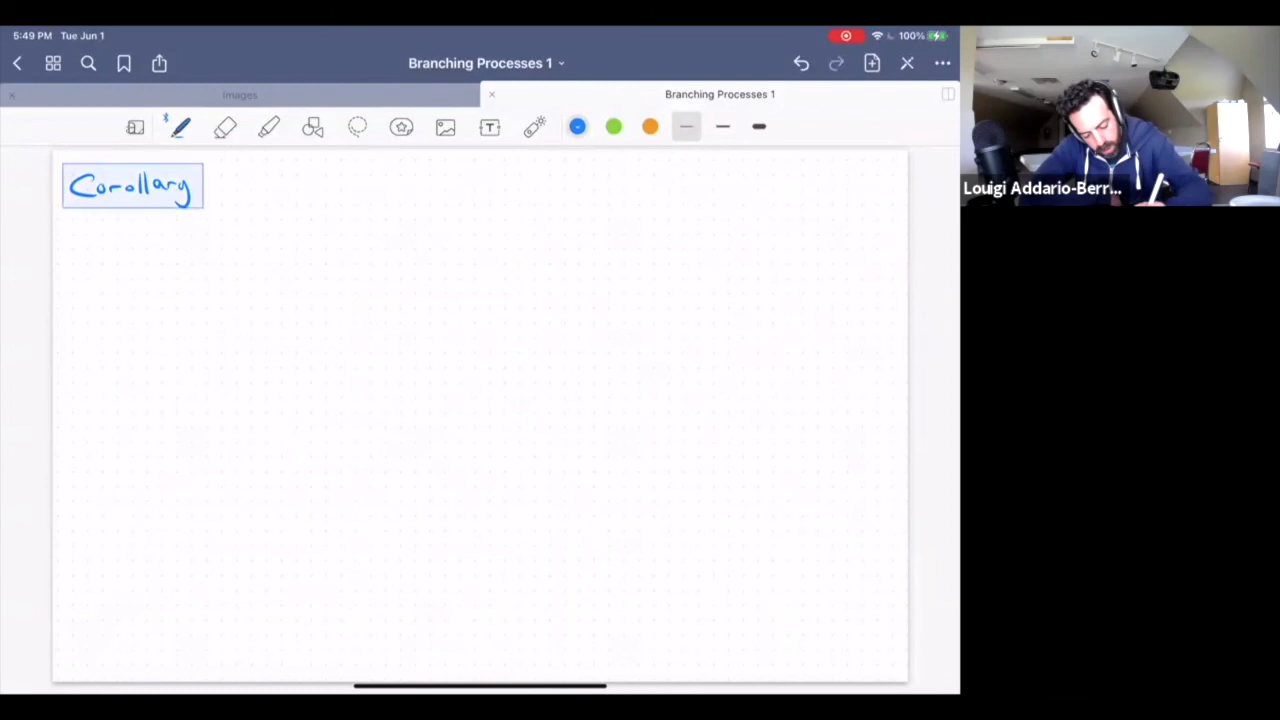 5:49 PM Tue Jun 1
100%
Branching Processes 1
Images
Branching Processes 1
T
Corollary
Louigi Addario-Berr...